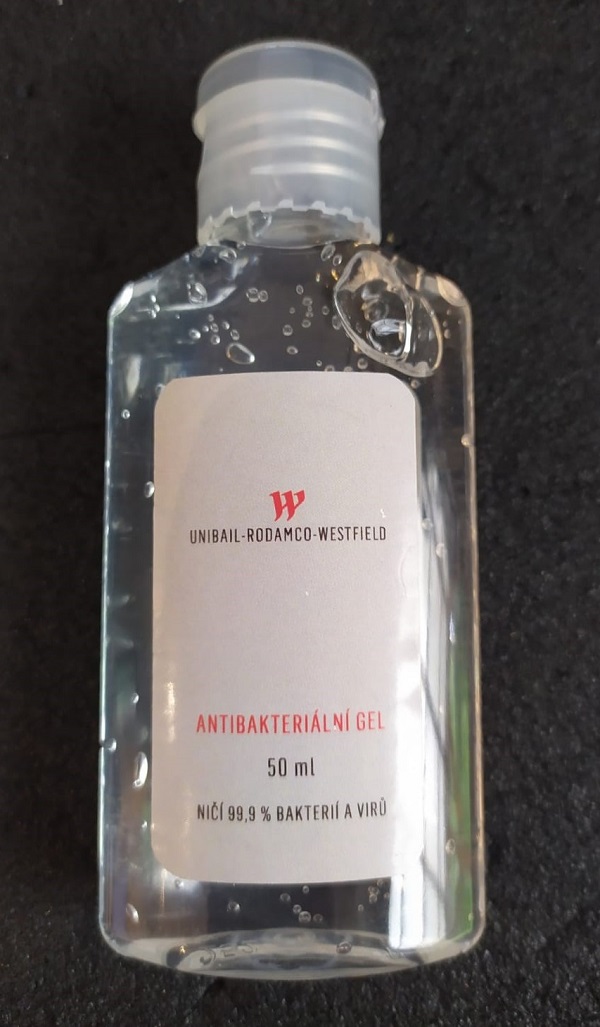 UNIBAIL-RODAMCO-WESTFIELD
ANTIBAKTERIÁLNÍ GEL
50 ml
NIČÍ 99,9 % BAKTERIÍ A VIRŮ